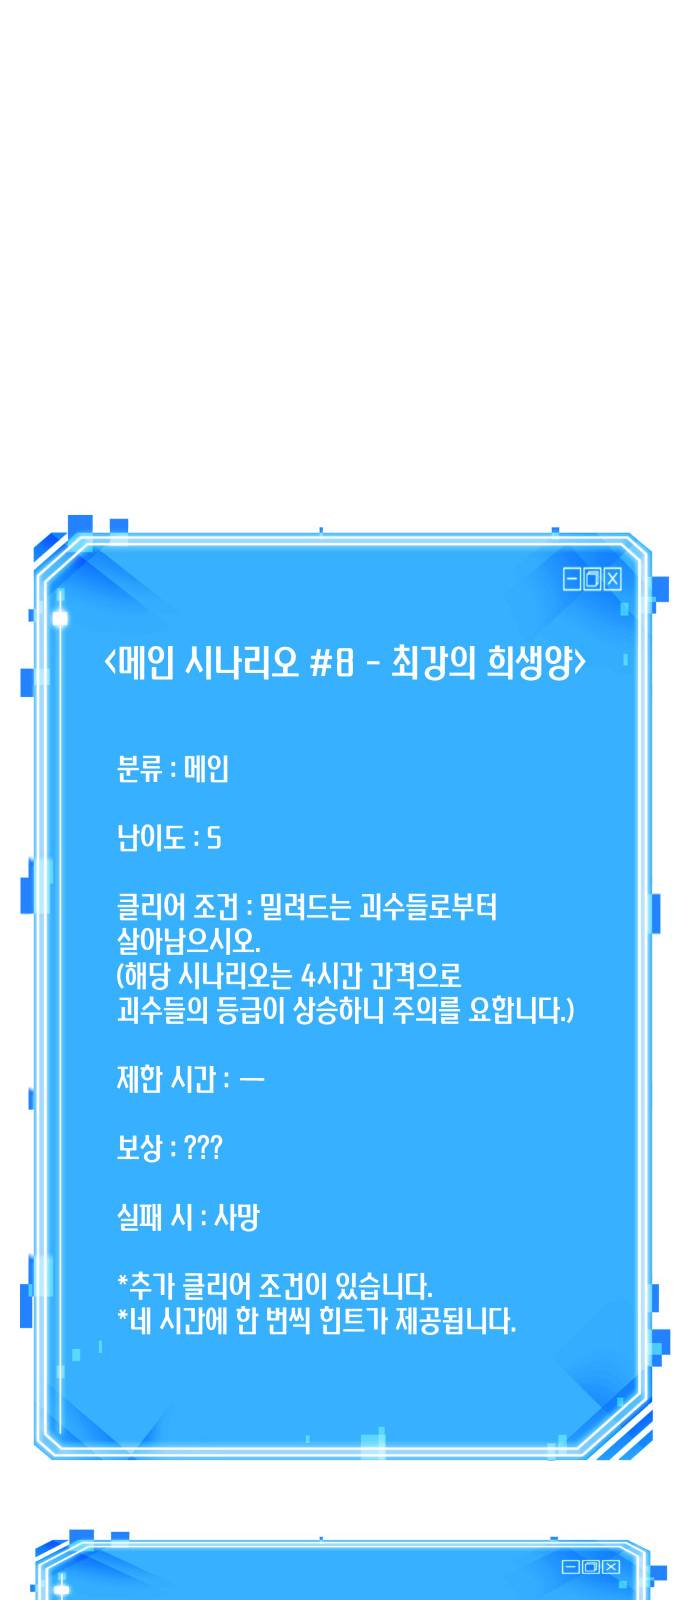 <메인 시나리오 #8 - 최강의 희생양>
분류 : 메인
난이도 : 5
클리어 조건 : 밀려드는 괴수들로부터
살아남으시오.
(해당 시나리오는 4시간 간격으로
괴수들의 등급이 상승하니 주의를 요합니다.)
제한 시간 : ㅡ
보상 : ???
실패 시 : 사망
*추가 클리어 조건이 있습니다.
*네 시간에 한 번씩 힌트가 제공됩니다.